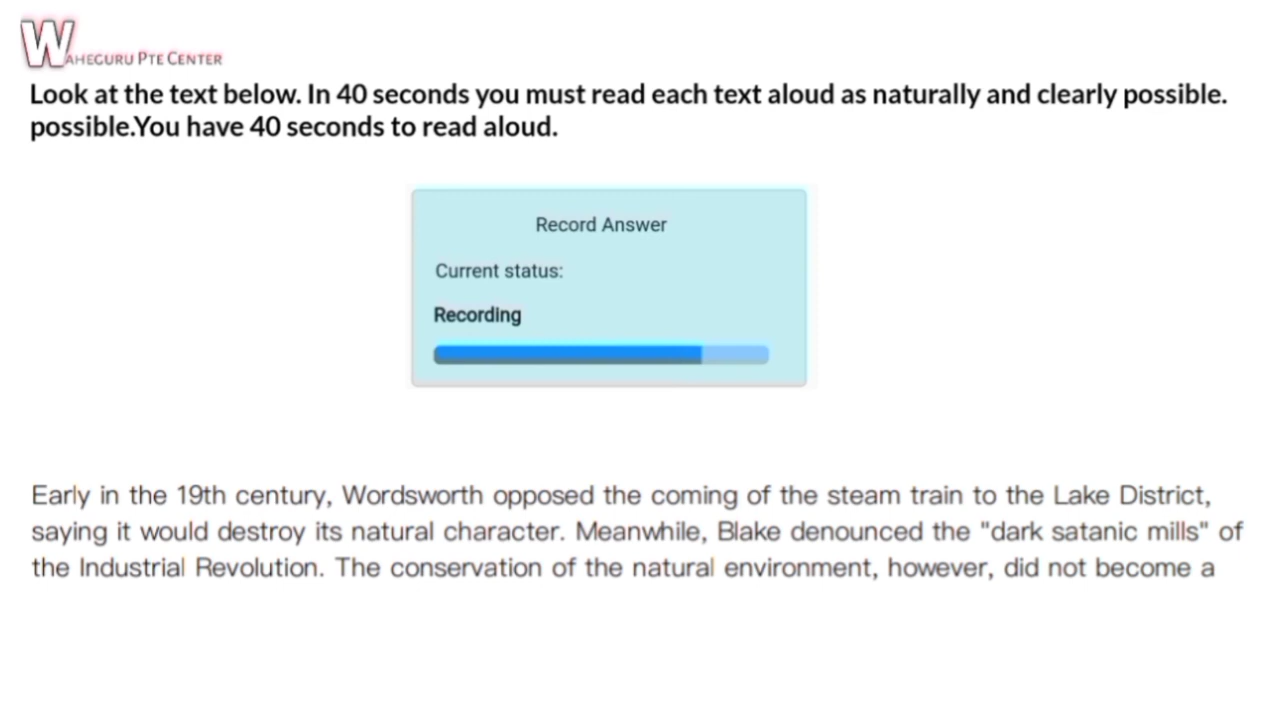 WAHEGURU PTE CENTER
Look at the text below. In 40 seconds you must read each text aloud as naturally and clearly possible.
possible.You have 40 seconds to read aloud.
Record Answer
Current status:
Recording
Early in the 19th century, Wordsworth opposed the coming of the steam train to the Lake District,
saying it would destroy its natural character. Meanwhile, Blake denounced the "dark satanic mills" of
the Industrial Revolution. The conservation of the natural environment, however, did not become a